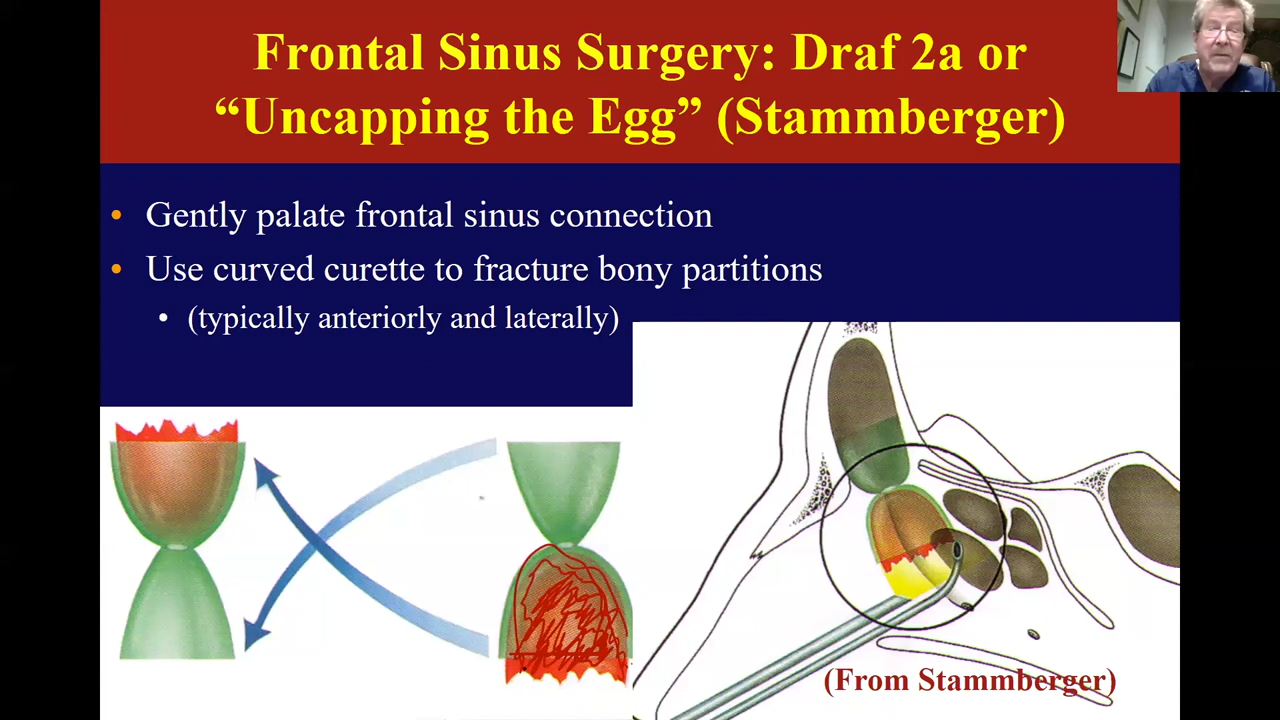 Frontal Sinus Surgery: Draf 2a or
“Uncapping the Egg” (Stammberger)
• Gently palate frontal sinus connection
• Use curved curette to fracture bony partitions
• (typically anteriorly and laterally)
(From Stammberger)